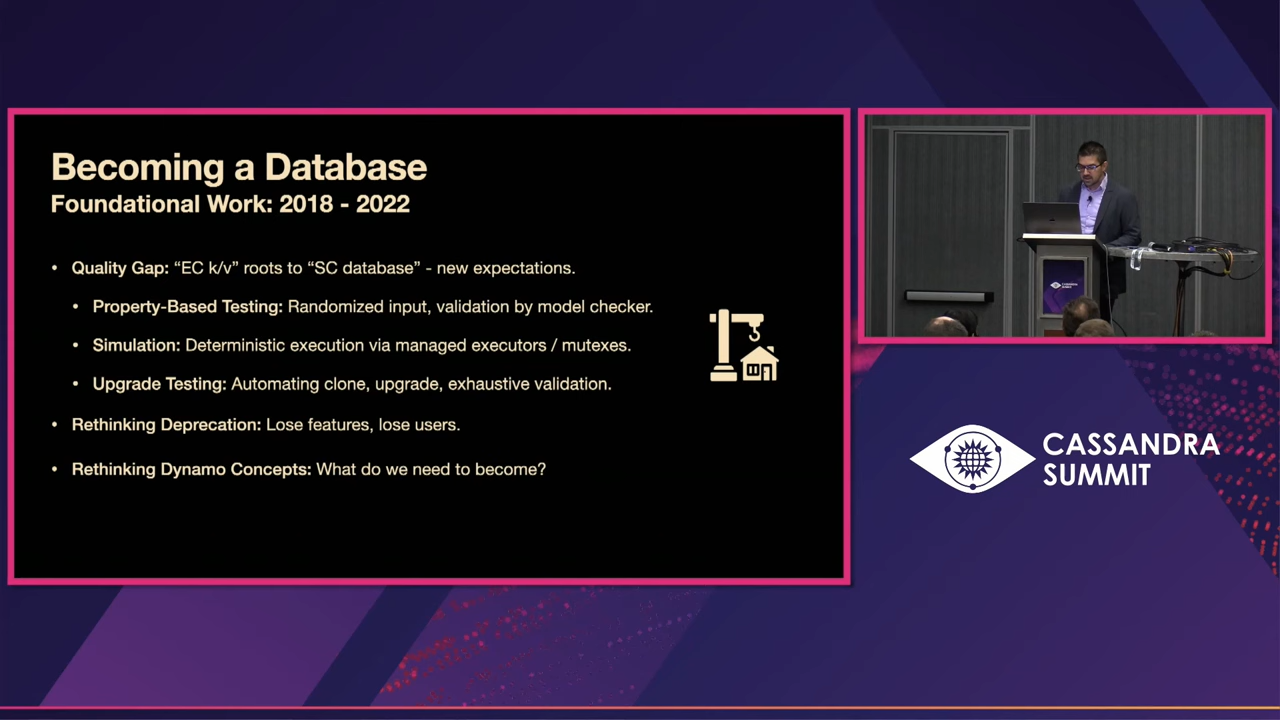 Becoming a Database
Foundational Work: 2018 - 2022
• Quality Gap: “EC k/v” roots to “SC database” - new expectations.
• Property-Based Testing: Randomized input, validation by model checker.
• Simulation: Deterministic execution via managed executors / mutexes.
• Upgrade Testing: Automating clone, upgrade, exhaustive validation.
• Rethinking Deprecation: Lose features, lose users.
• Rethinking Dynamo Concepts: What do we need to become?
CASSANDRA
SUMMIT